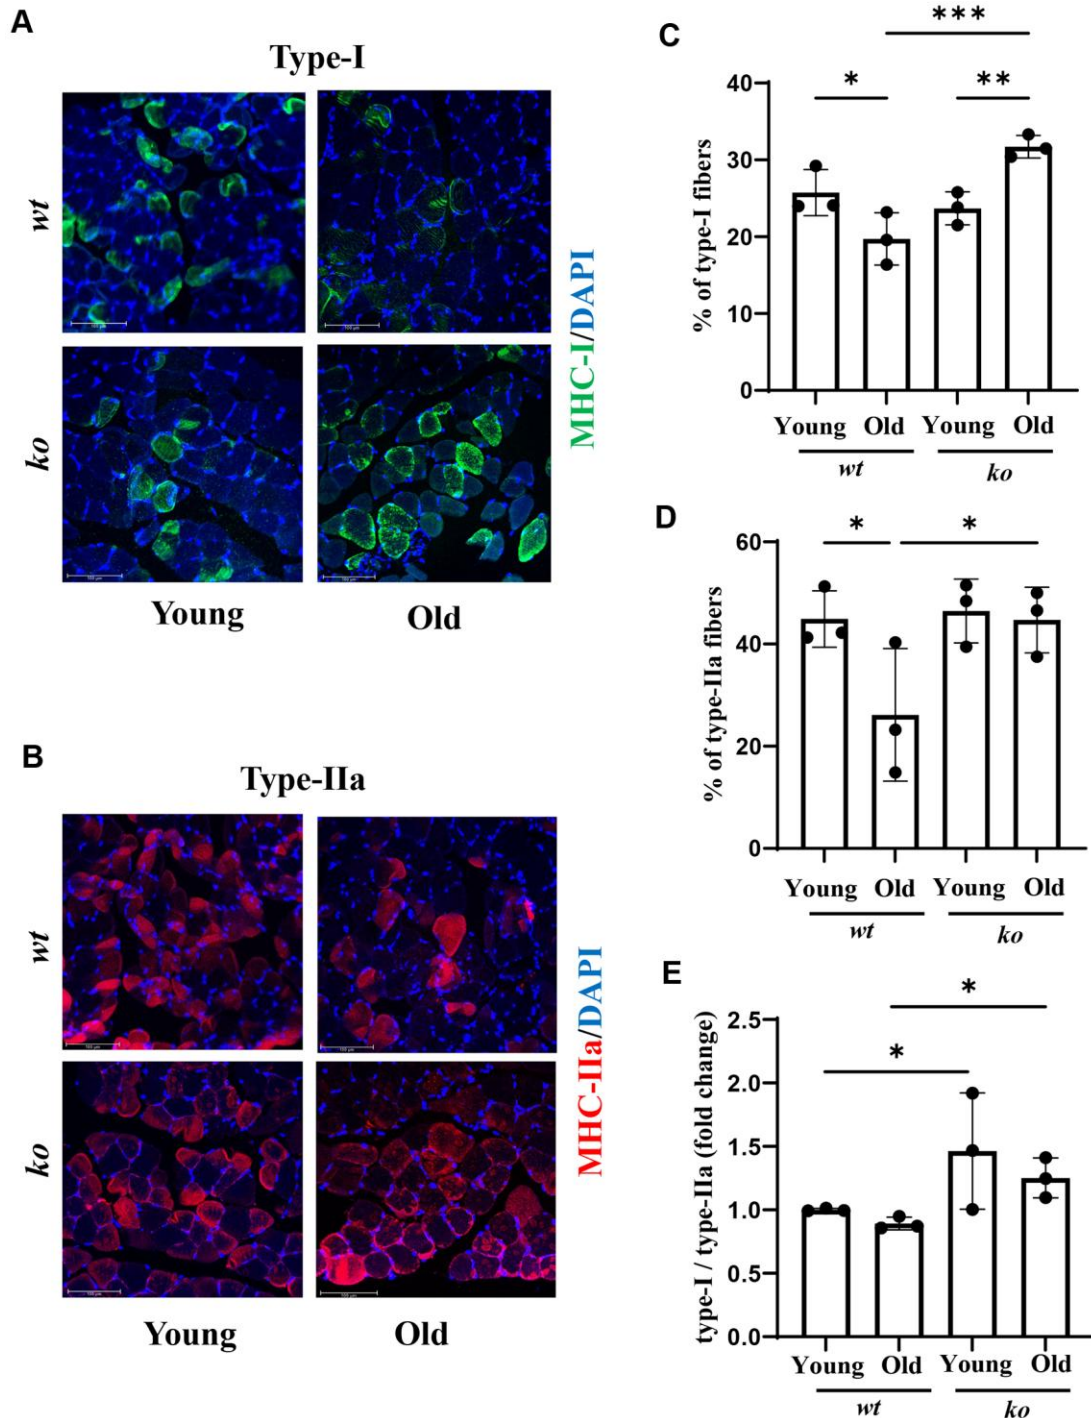 A
Type-I
wt
ko
MHC-I/DAPI
Young
Old
B
Type-IIa
wt
ko
MHC-IIa/DAPI
Young
Old
C
***
*
**
% of type-I fibers
40
30
20
10
0
Young
Old
Young
Old
wt
ko
D
*
*
% of type-IIa fibers
60
40
20
0
Young
Old
Young
Old
wt
ko
E
*
*
type-I / type-IIa (fold change)
2.5
2.0
1.5
1.0
0.5
0.0
Young
Old
Young
Old
wt
ko